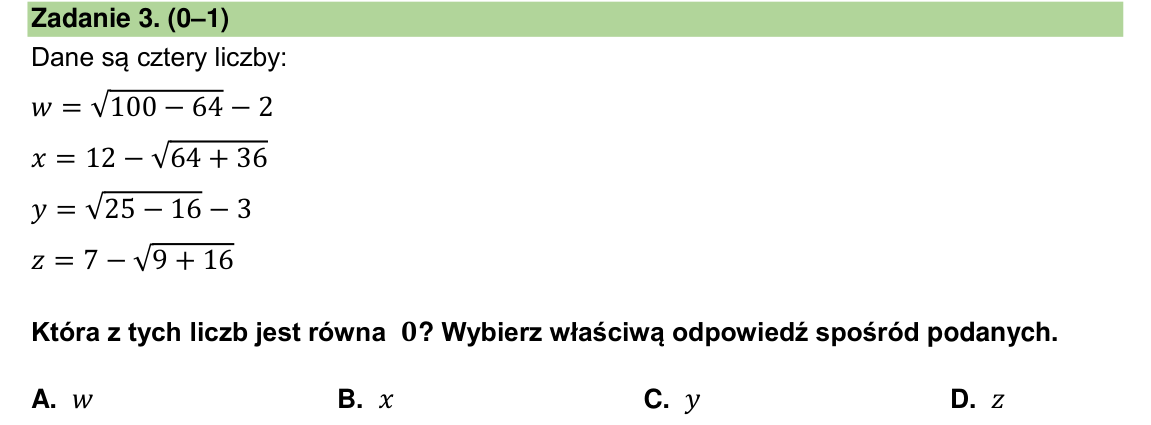 Zadanie 3. (0–1)
Dane są cztery liczby:
w = √(100 − 64) − 2
x = 12 − √(64 + 36)
y = √(25 − 16) − 3
z = 7 − √(9 + 16)
Która z tych liczb jest równa 0? Wybierz właściwą odpowiedź spośród podanych.
A. w B. x C. y D. z